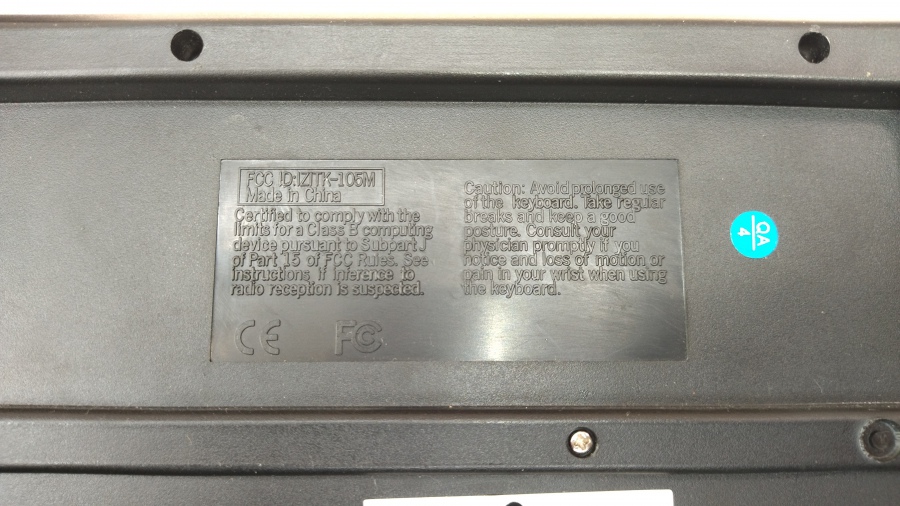 FCC ID:IZITK-105M
Made in China
Certified to comply with the
limits for a Class B computing
device pursuant to Subpart J
of Part 15 of FCC Rules. See
instructions if inference to
radio reception is suspected.
CE FC
Caution: Avoid prolonged use
of the keyboard. Take regular
breaks and keep a good
posture. Consult your
physician promptly if you
notice and loss of motion or
pain in your wrist when using
the keyboard.
QA
4